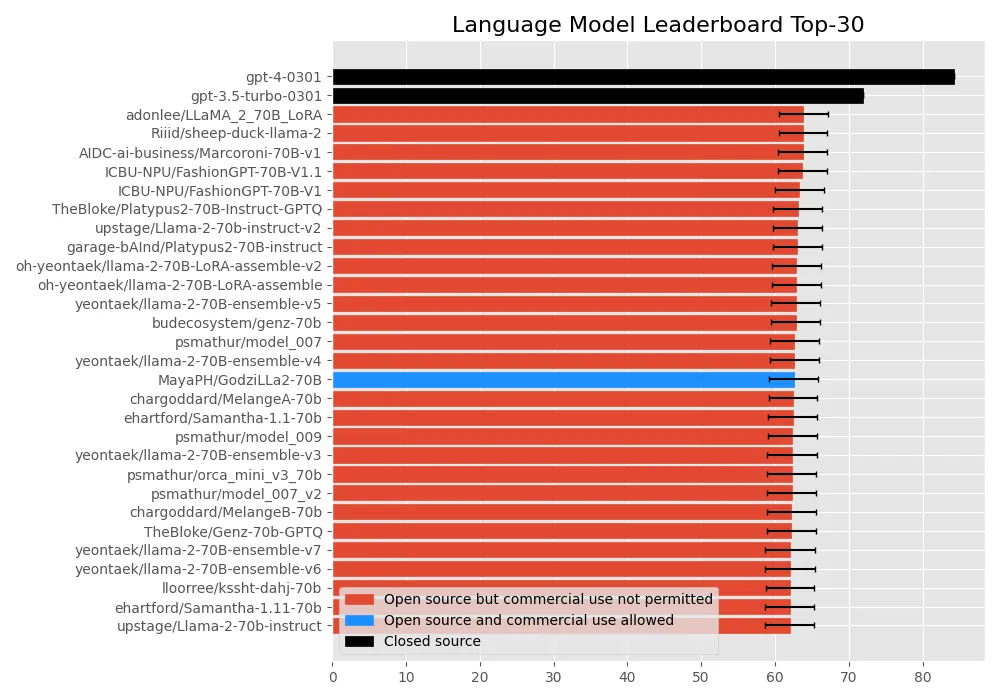 Language Model Leaderboard Top-30
gpt-4-0301
gpt-3.5-turbo-0301
adonlee/LLaMA_2_70B_LoRA
Riiid/sheep-duck-llama-2
AIDC-ai-business/Marcoroni-70B-v1
ICBU-NPU/FashionGPT-70B-V1.1
ICBU-NPU/FashionGPT-70B-V1
TheBloke/Platypus2-70B-Instruct-GPTQ
upstage/Llama-2-70b-instruct-v2
garage-bAInd/Platypus2-70B-instruct
oh-yeontaek/llama-2-70B-LoRA-assemble-v2
oh-yeontaek/llama-2-70B-LoRA-assemble
yeontaek/llama-2-70B-ensemble-v5
budecosystem/genz-70b
psmathur/model_007
yeontaek/llama-2-70B-ensemble-v4
MayaPH/GodziLLa2-70B
chargoddard/MelangeA-70b
ehartford/Samantha-1.1-70b
psmathur/model_009
yeontaek/llama-2-70B-ensemble-v3
psmathur/orca_mini_v3_70b
psmathur/model_007_v2
chargoddard/MelangeB-70b
TheBloke/Genz-70b-GPTQ
yeontaek/llama-2-70B-ensemble-v7
yeontaek/llama-2-70B-ensemble-v6
lloorree/kssht-dahj-70b
ehartford/Samantha-1.11-70b
upstage/Llama-2-70b-instruct
Open source but commercial use not permitted
Open source and commercial use allowed
Closed source
0 10 20 30 40 50 60 70 80